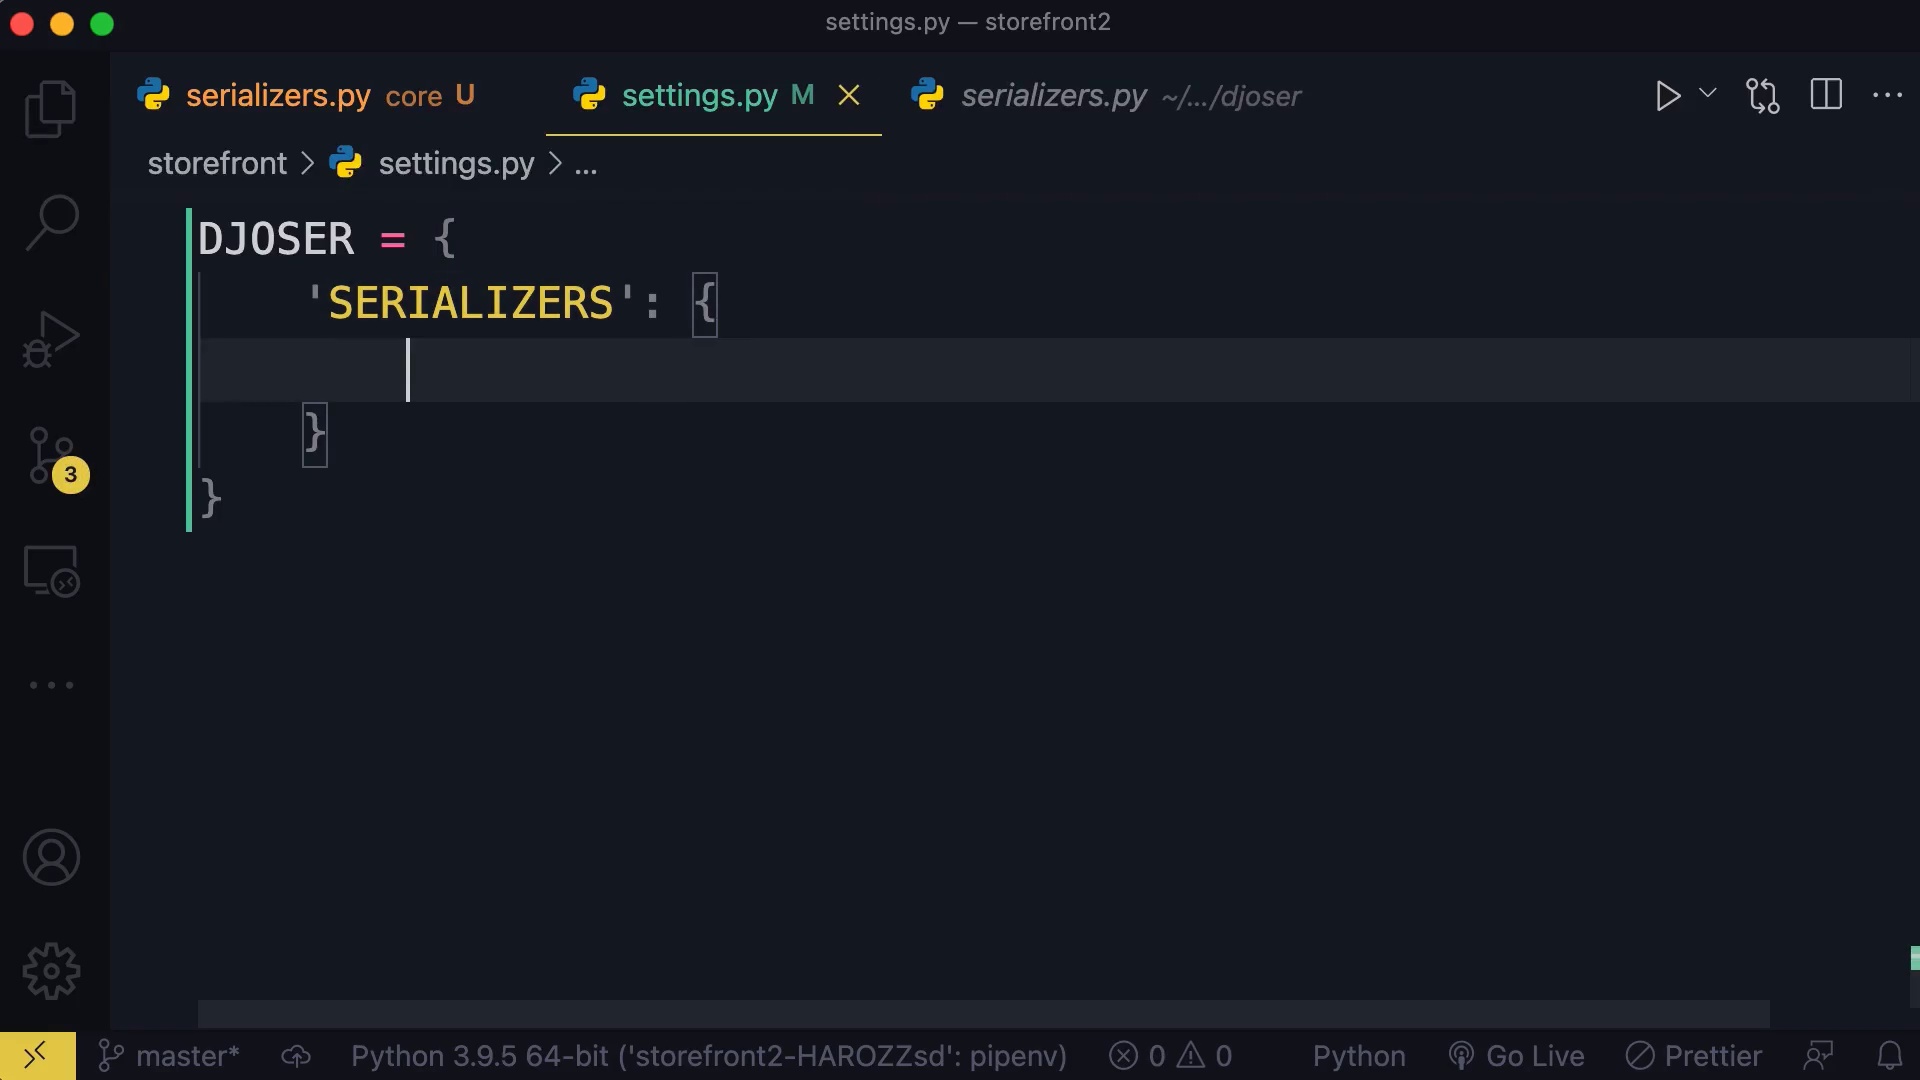 settings.py — storefront2
serializers.py core U
settings.py M
serializers.py ~/.../djoser
storefront > settings.py > ...
DJOSER = {
    'SERIALIZERS': {
    }
}
3
master*
Python 3.9.5 64-bit ('storefront2-HAROZZsd': pipenv)
0
0
Python
Go Live
Prettier